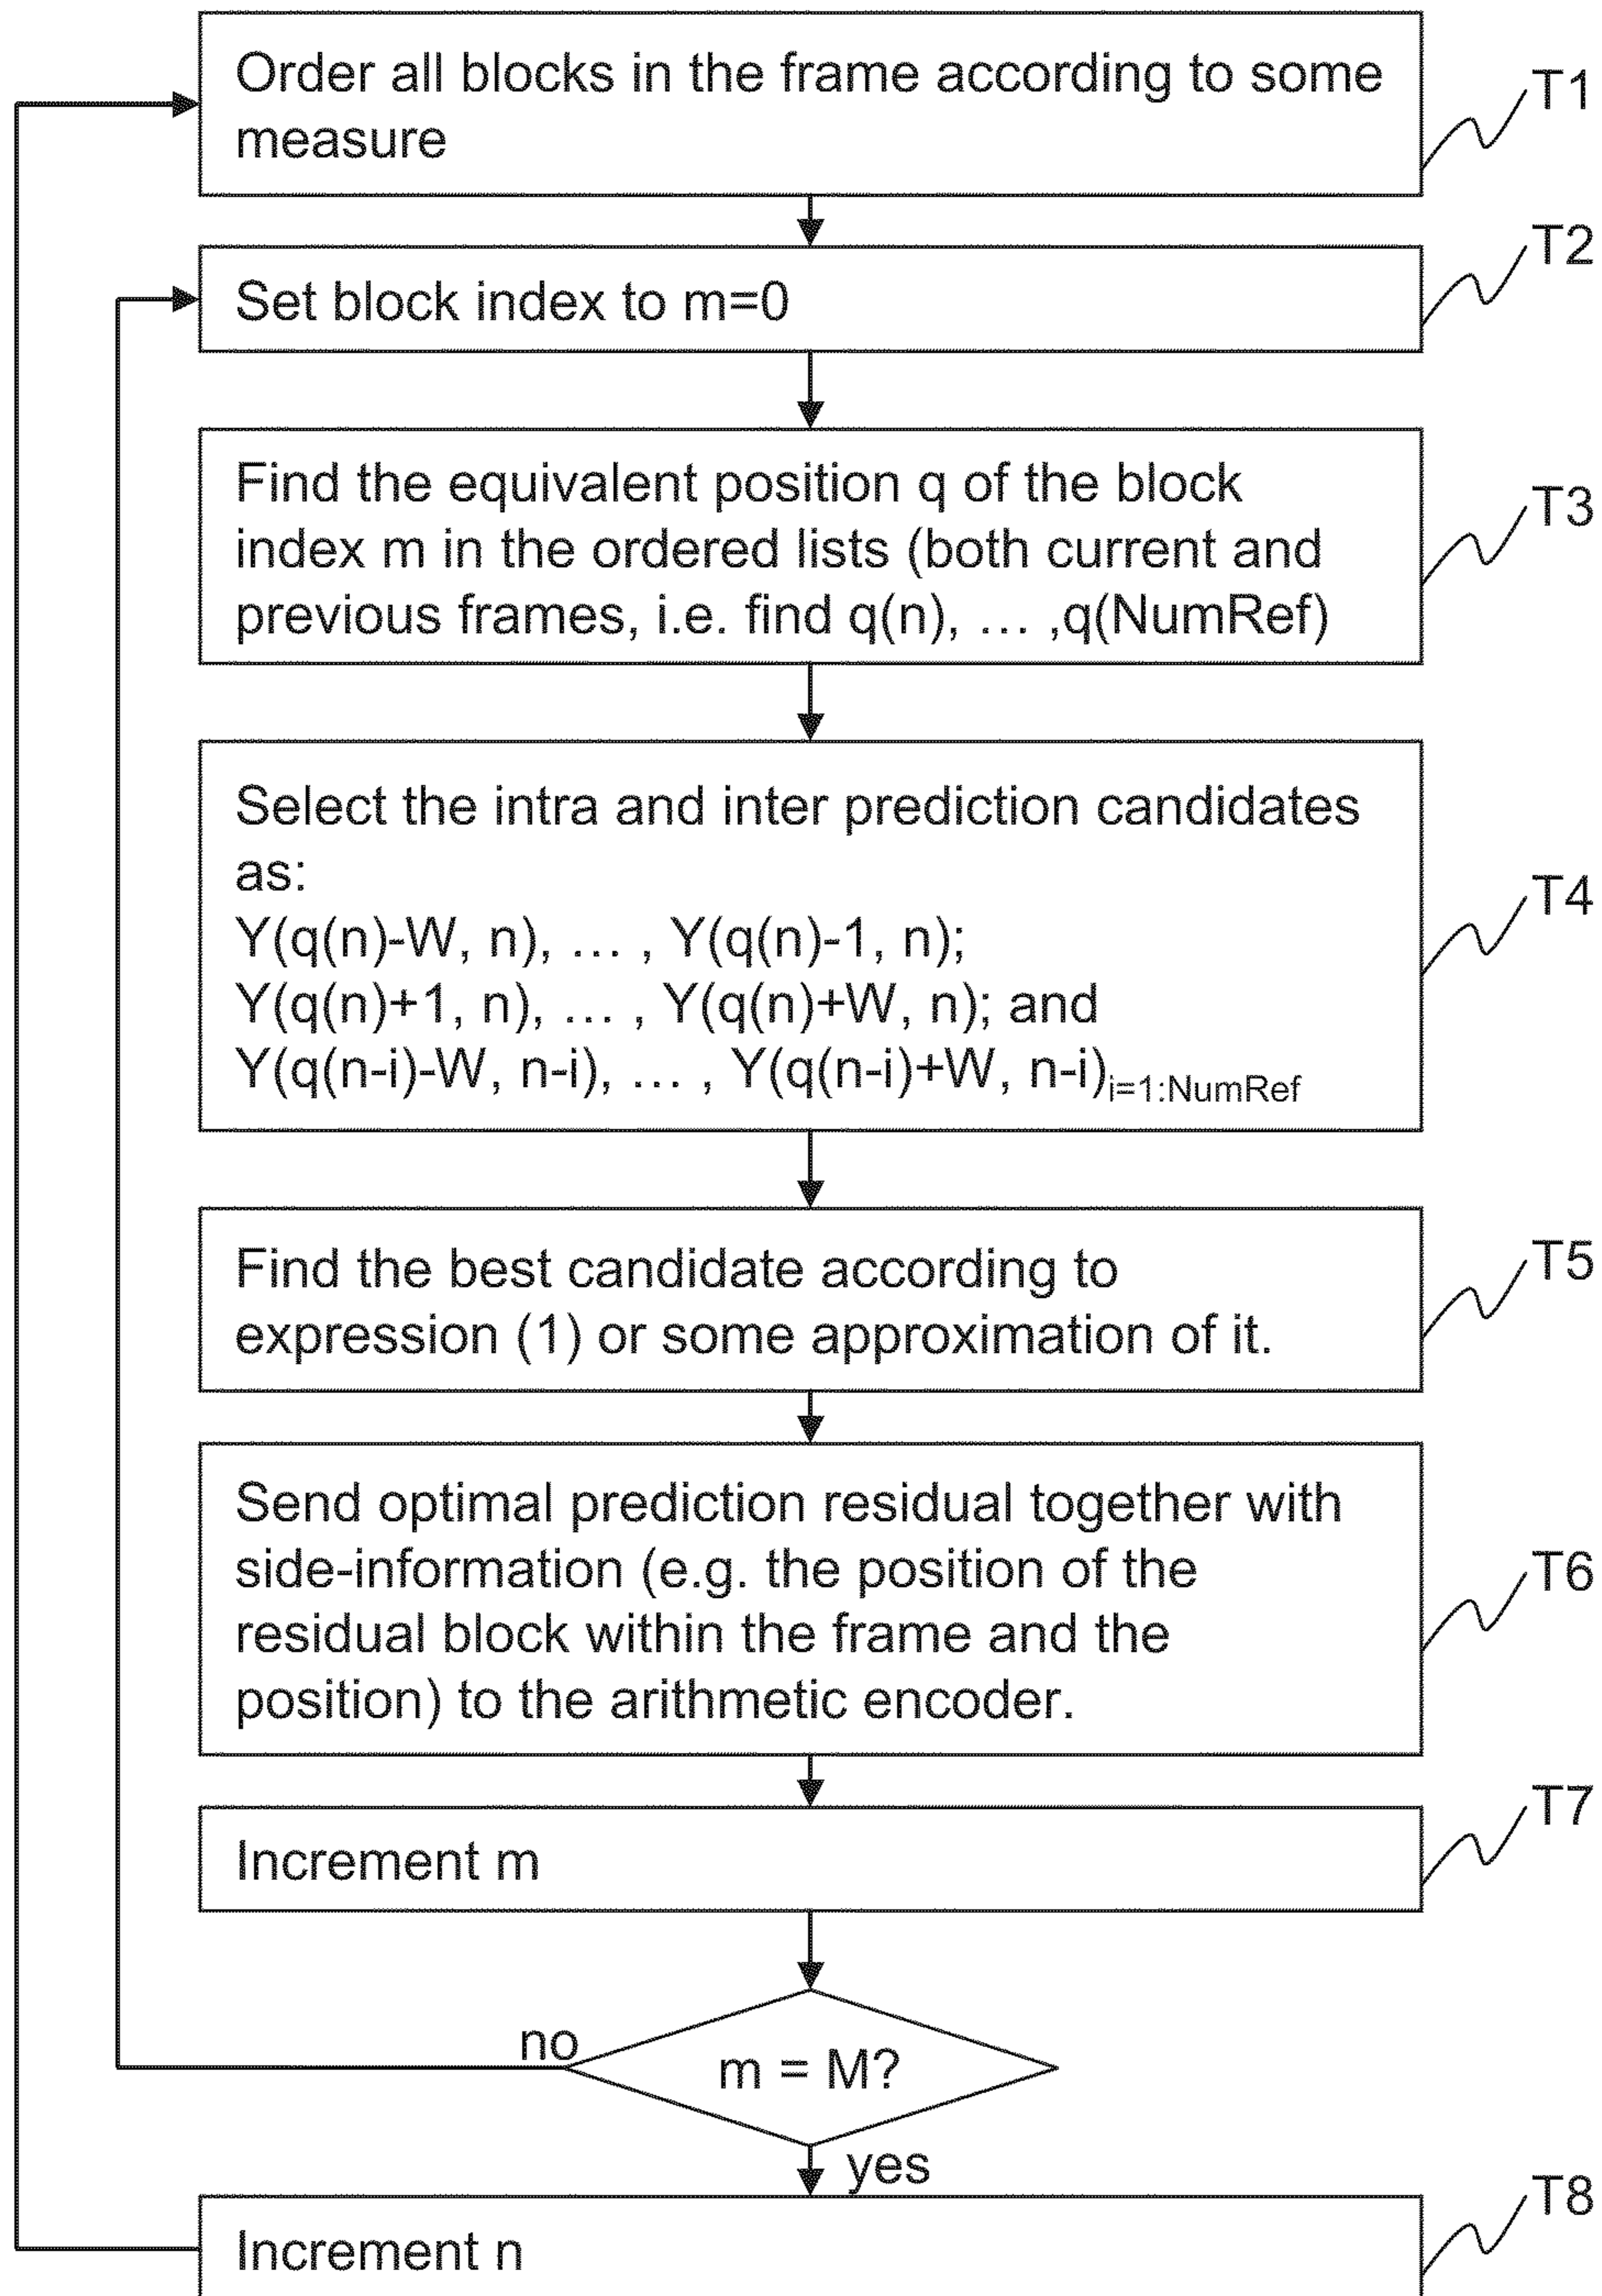 Order all blocks in the frame according to some
measure
T1
Set block index to m=0
T2
Find the equivalent position q of the block
index m in the ordered lists (both current and
previous frames, i.e. find q(n), … ,q(NumRef)
T3
Select the intra and inter prediction candidates
as:
Y(q(n)-W, n), … , Y(q(n)-1, n);
Y(q(n)+1, n), … , Y(q(n)+W, n); and
Y(q(n-i)-W, n-i), … , Y(q(n-i)+W, n-i)i=1:NumRef
T4
Find the best candidate according to
expression (1) or some approximation of it.
T5
Send optimal prediction residual together with
side-information (e.g. the position of the
residual block within the frame and the
position) to the arithmetic encoder.
T6
Increment m
T7
no
m = M?
yes
Increment n
T8